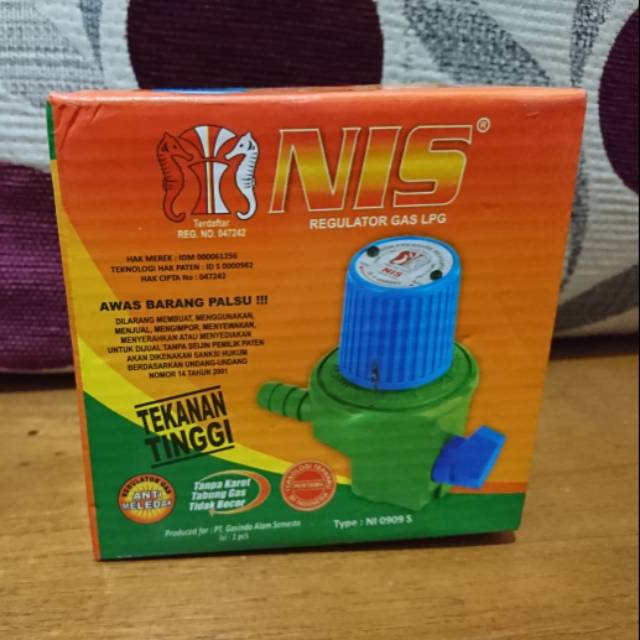 NIS®
REGULATOR GAS LPG
Terdaftar
REG. NO. 047242
HAK MEREK : IDM 000061256
TEKNOLOGI HAK PATEN : ID S 0000982
HAK CIPTA No : 047242
AWAS BARANG PALSU !!!
DILARANG MEMBUAT, MENGGUNAKAN,
MENJUAL, MENGIMPOR, MENYEWAKAN,
MENYERAHKAN ATAU MENYEDIAKAN
UNTUK DIJUAL TANPA SEIJIN PEMILIK PATEN
AKAN DIKENAKAN SANKSI HUKUM
BERDASARKAN UNDANG-UNDANG
NOMOR 14 TAHUN 2001
NIS
TEKANAN
TINGGI
REGULATOR GAS
ANTI
MELEDAK
Tanpa Karet
Tabung Gas
Tidak Bocor
Produced for : PT. Gasindo Alam Semesta
Isi : 1 pcs
Type : NI 0909 S